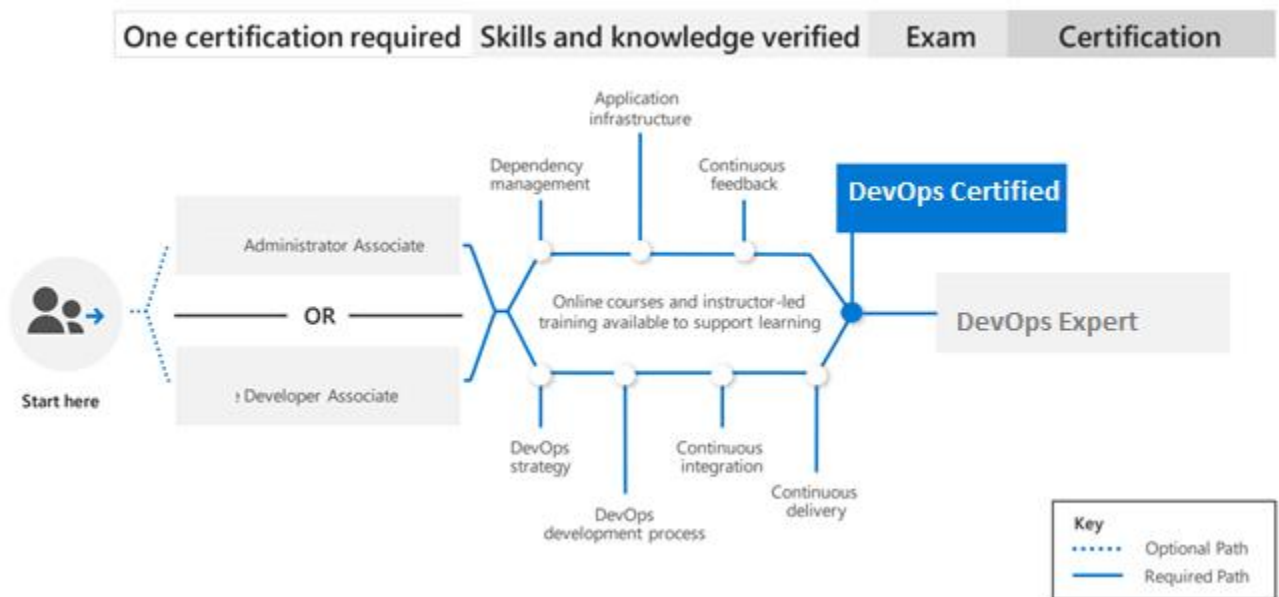 One certification required
Skills and knowledge verified
Exam
Certification
Application
infrastructure
Dependency
management
Continuous
feedback
DevOps Certified
Administrator Associate
OR
Developer Associate
Start here
Online courses and instructor-led
training available to support learning
DevOps Expert
DevOps
strategy
DevOps
development process
Continuous
integration
Continuous
delivery
Key
Optional Path
Required Path